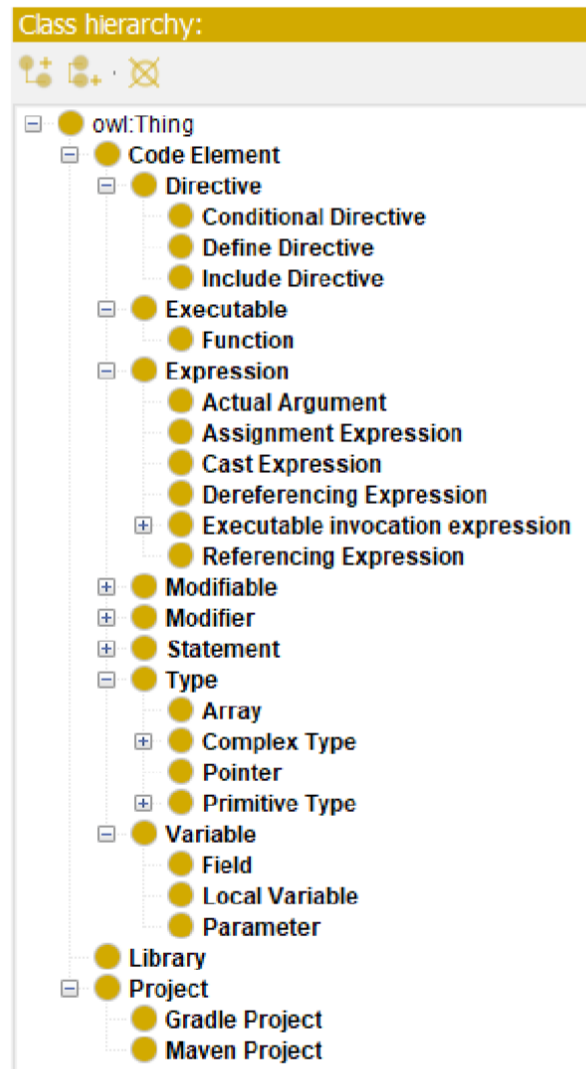 Class hierarchy:
owl:Thing
Code Element
Directive
Conditional Directive
Define Directive
Include Directive
Executable
Function
Expression
Actual Argument
Assignment Expression
Cast Expression
Dereferencing Expression
Executable invocation expression
Referencing Expression
Modifiable
Modifier
Statement
Type
Array
Complex Type
Pointer
Primitive Type
Variable
Field
Local Variable
Parameter
Library
Project
Gradle Project
Maven Project